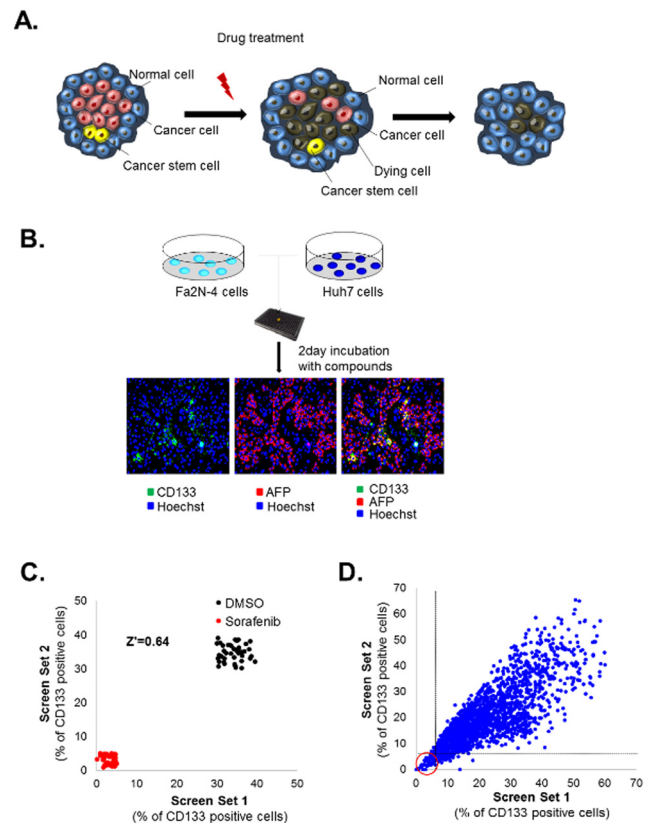 A.
Drug treatment
Normal cell
Cancer cell
Cancer stem cell
Normal cell
Cancer cell
Dying cell
Cancer stem cell
B.
Fa2N-4 cells
Huh7 cells
2day incubation
with compounds
CD133
Hoechst
AFP
Hoechst
CD133
AFP
Hoechst
C.
Screen Set 2
(% of CD133 positive cells)
50
40
30
20
10
0
Z'=0.64
DMSO
Sorafenib
0 10 20 30 40 50
Screen Set 1
(% of CD133 positive cells)
D.
Screen Set 2
(% of CD133 positive cells)
70
60
50
40
30
20
10
0
0 10 20 30 40 50 60 70
Screen Set 1
(% of CD133 positive cells)